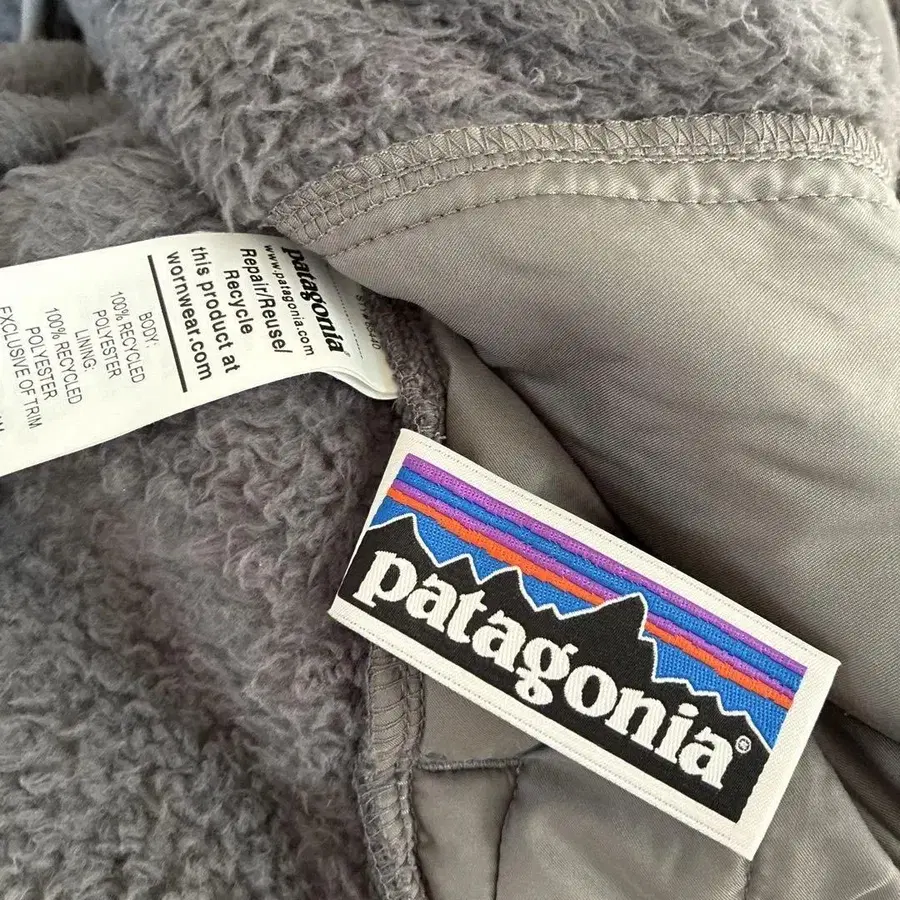 patagonia®
www.patagonia.com
Repair/Reuse/
Recycle
this product at
wornwear.com
BODY:
100% RECYCLED
POLYESTER
LINING:
100% RECYCLED
POLYESTER
EXCLUSIVE OF TRIM
patagonia®